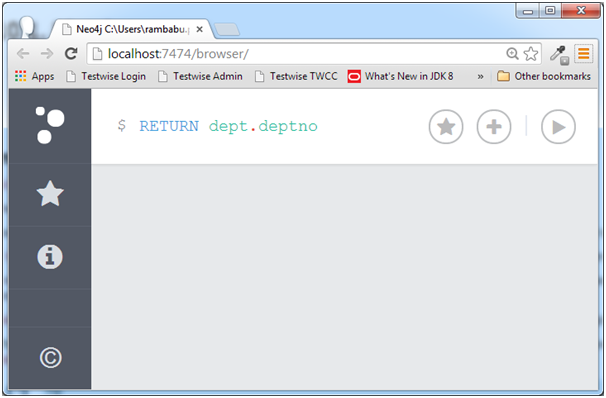 Neo4j C:\Users\rambabu.
localhost:7474/browser/
Apps Testwise Login Testwise Admin Testwise TWCC What's New in JDK 8 » Other bookmarks
$ RETURN dept.deptno
©